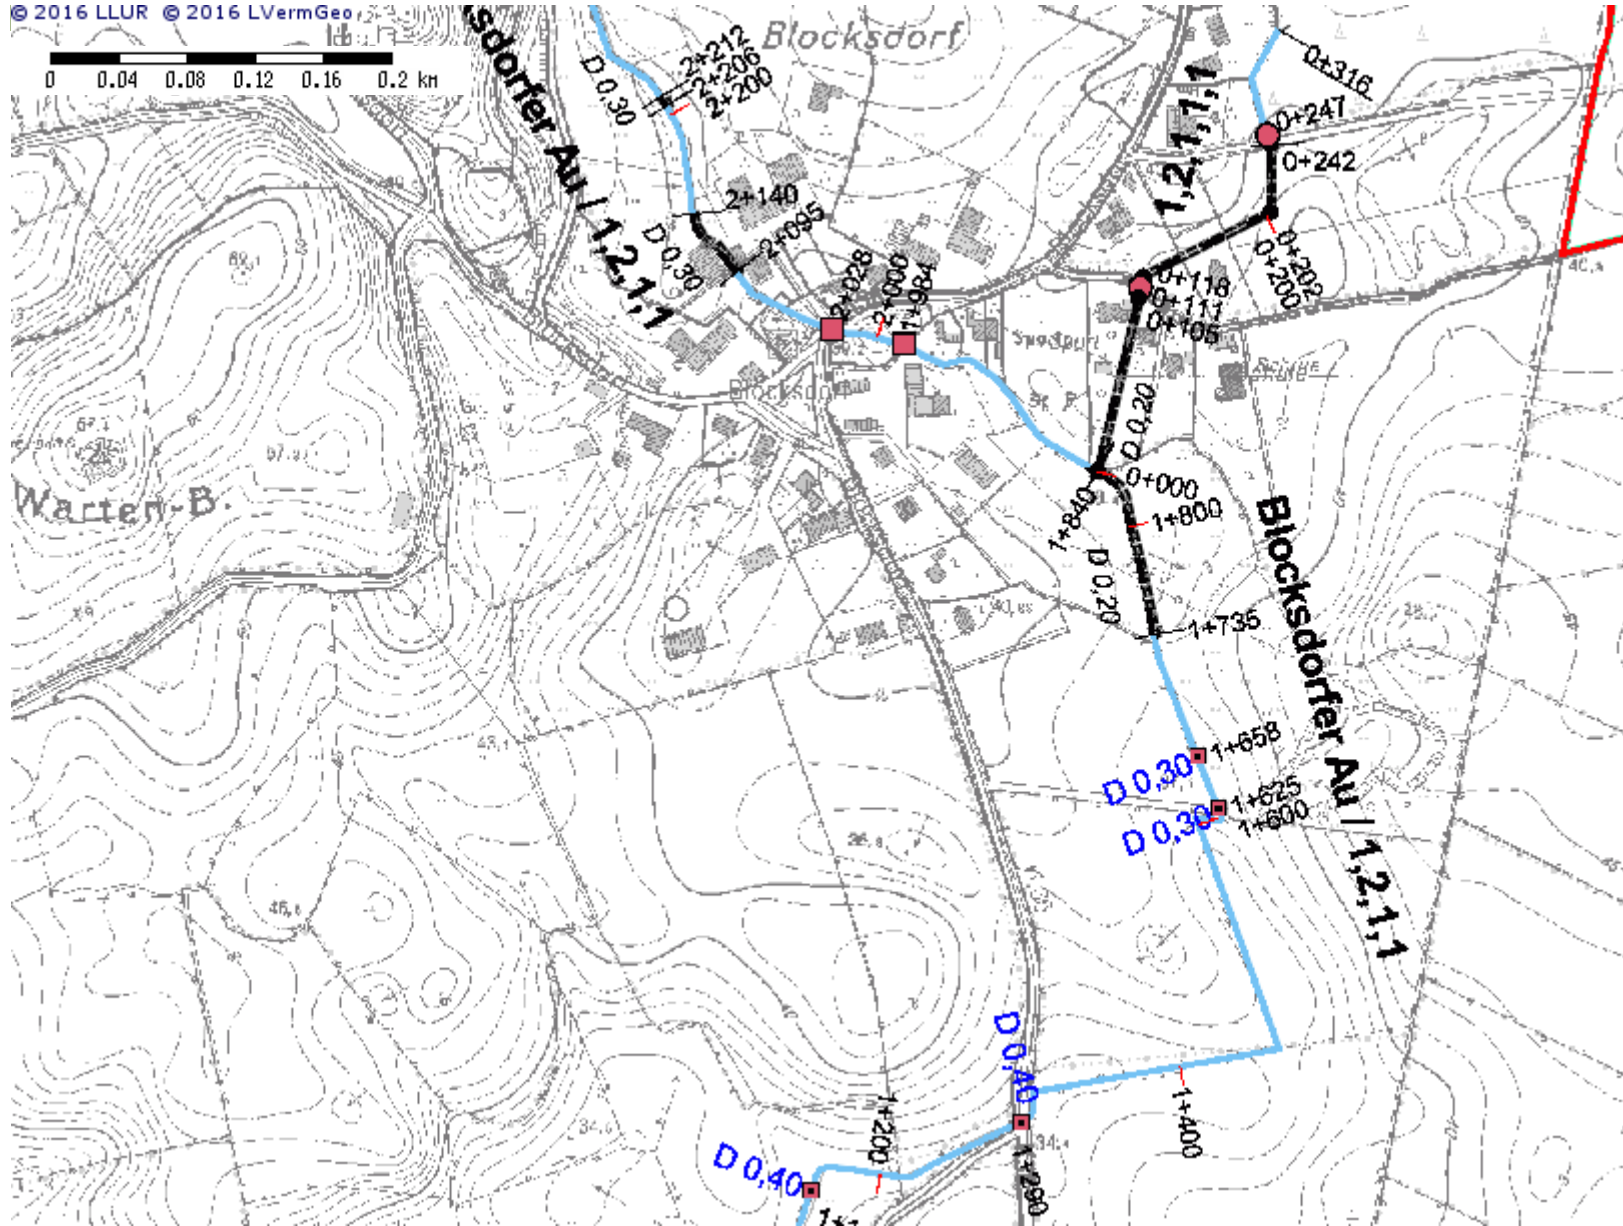 © 2016 LLUR © 2016 LVermGeo
0 0.04 0.08 0.12 0.16 0.2 km
Blocksdorf
sdorfer Au | 1,2,1,1
D 0,30
2+212
2+206
2+200
2+140
D 0,30
2+095
2+028
2+000
1+984
1,2,1,1,1
0+316
0+247
0+242
0+202
0+200
0+118
0+111
0+105
D 0,20
0+000
1+840
1+800
D 0,20
1+735
Blocksdorf
Warten-B.
Blocksdorfer Au | 1,2,1,1
1+658
D 0,30
1+625
D 0,30
1+600
D 0,40
1+400
1+290
1+200
D 0,40